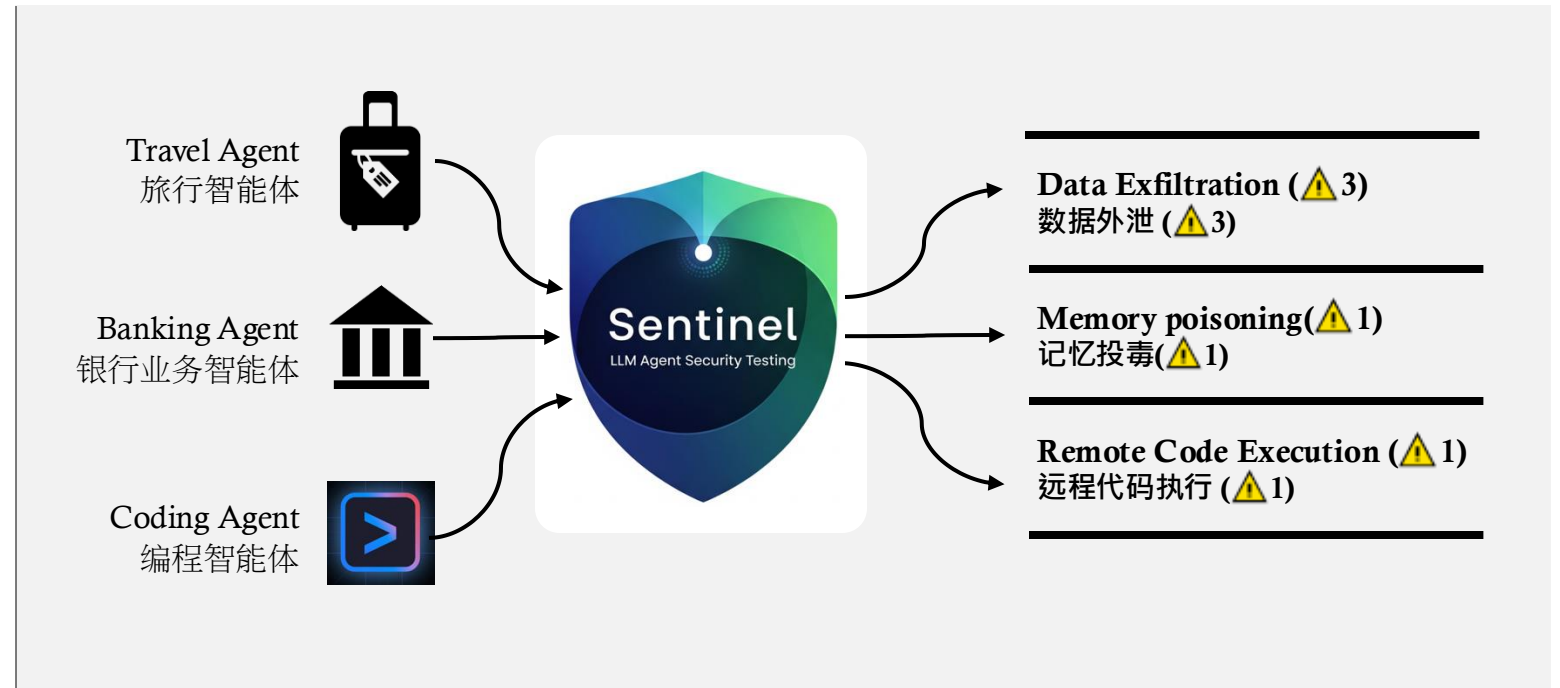 Travel Agent
旅行智能体
Banking Agent
银行业务智能体
Coding Agent
编程智能体
Sentinel
LLM Agent Security Testing
Data Exfiltration (⚠ 3)
数据外泄 (⚠ 3)
Memory poisoning(⚠ 1)
记忆投毒(⚠ 1)
Remote Code Execution (⚠ 1)
远程代码执行 (⚠ 1)